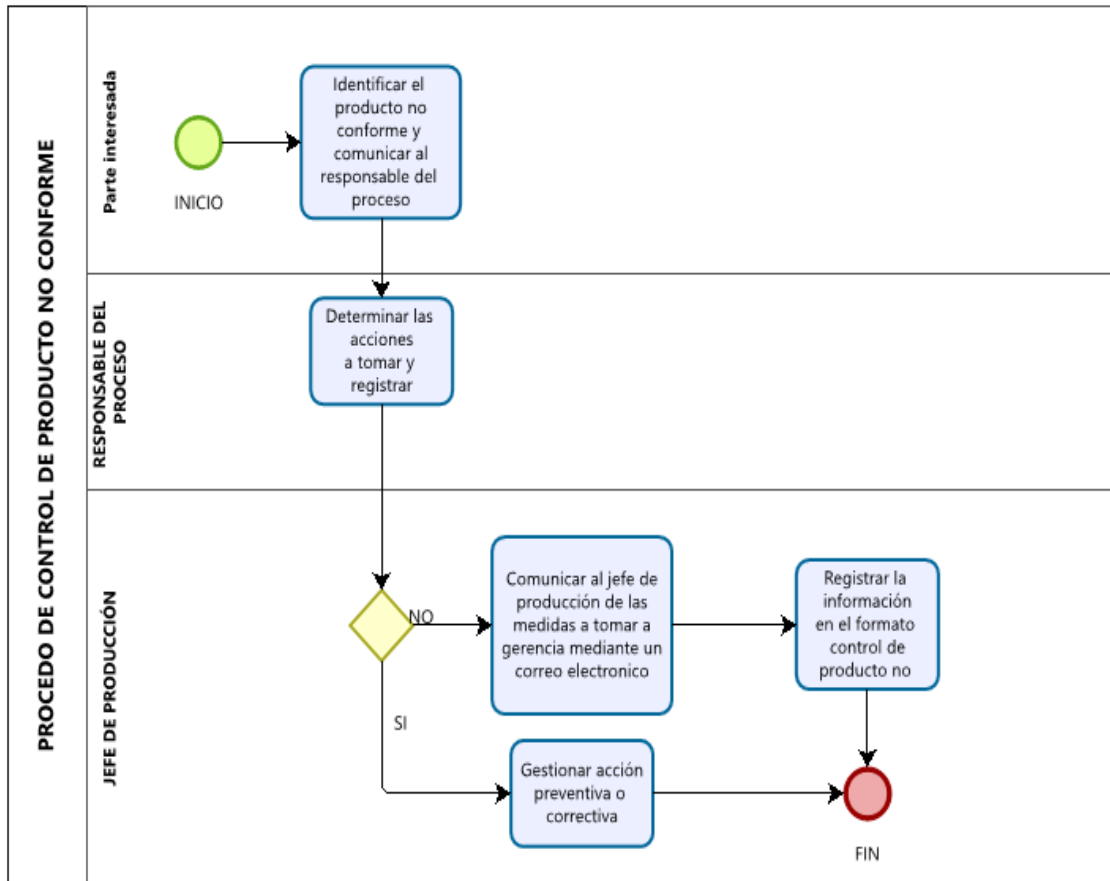 PROCEDO DE CONTROL DE PRODUCTO NO CONFORME
Parte interesada
INICIO
Identificar el
producto no
conforme y
comunicar al
responsable del
proceso
RESPONSABLE DEL
PROCESO
Determinar las
acciones
a tomar y
registrar
JEFE DE PRODUCCIÓN
NO
Comunicar al jefe de
producción de las
medidas a tomar a
gerencia mediante un
correo electronico
Registrar la
información
en el formato
control de
producto no
SI
Gestionar acción
preventiva o
correctiva
FIN